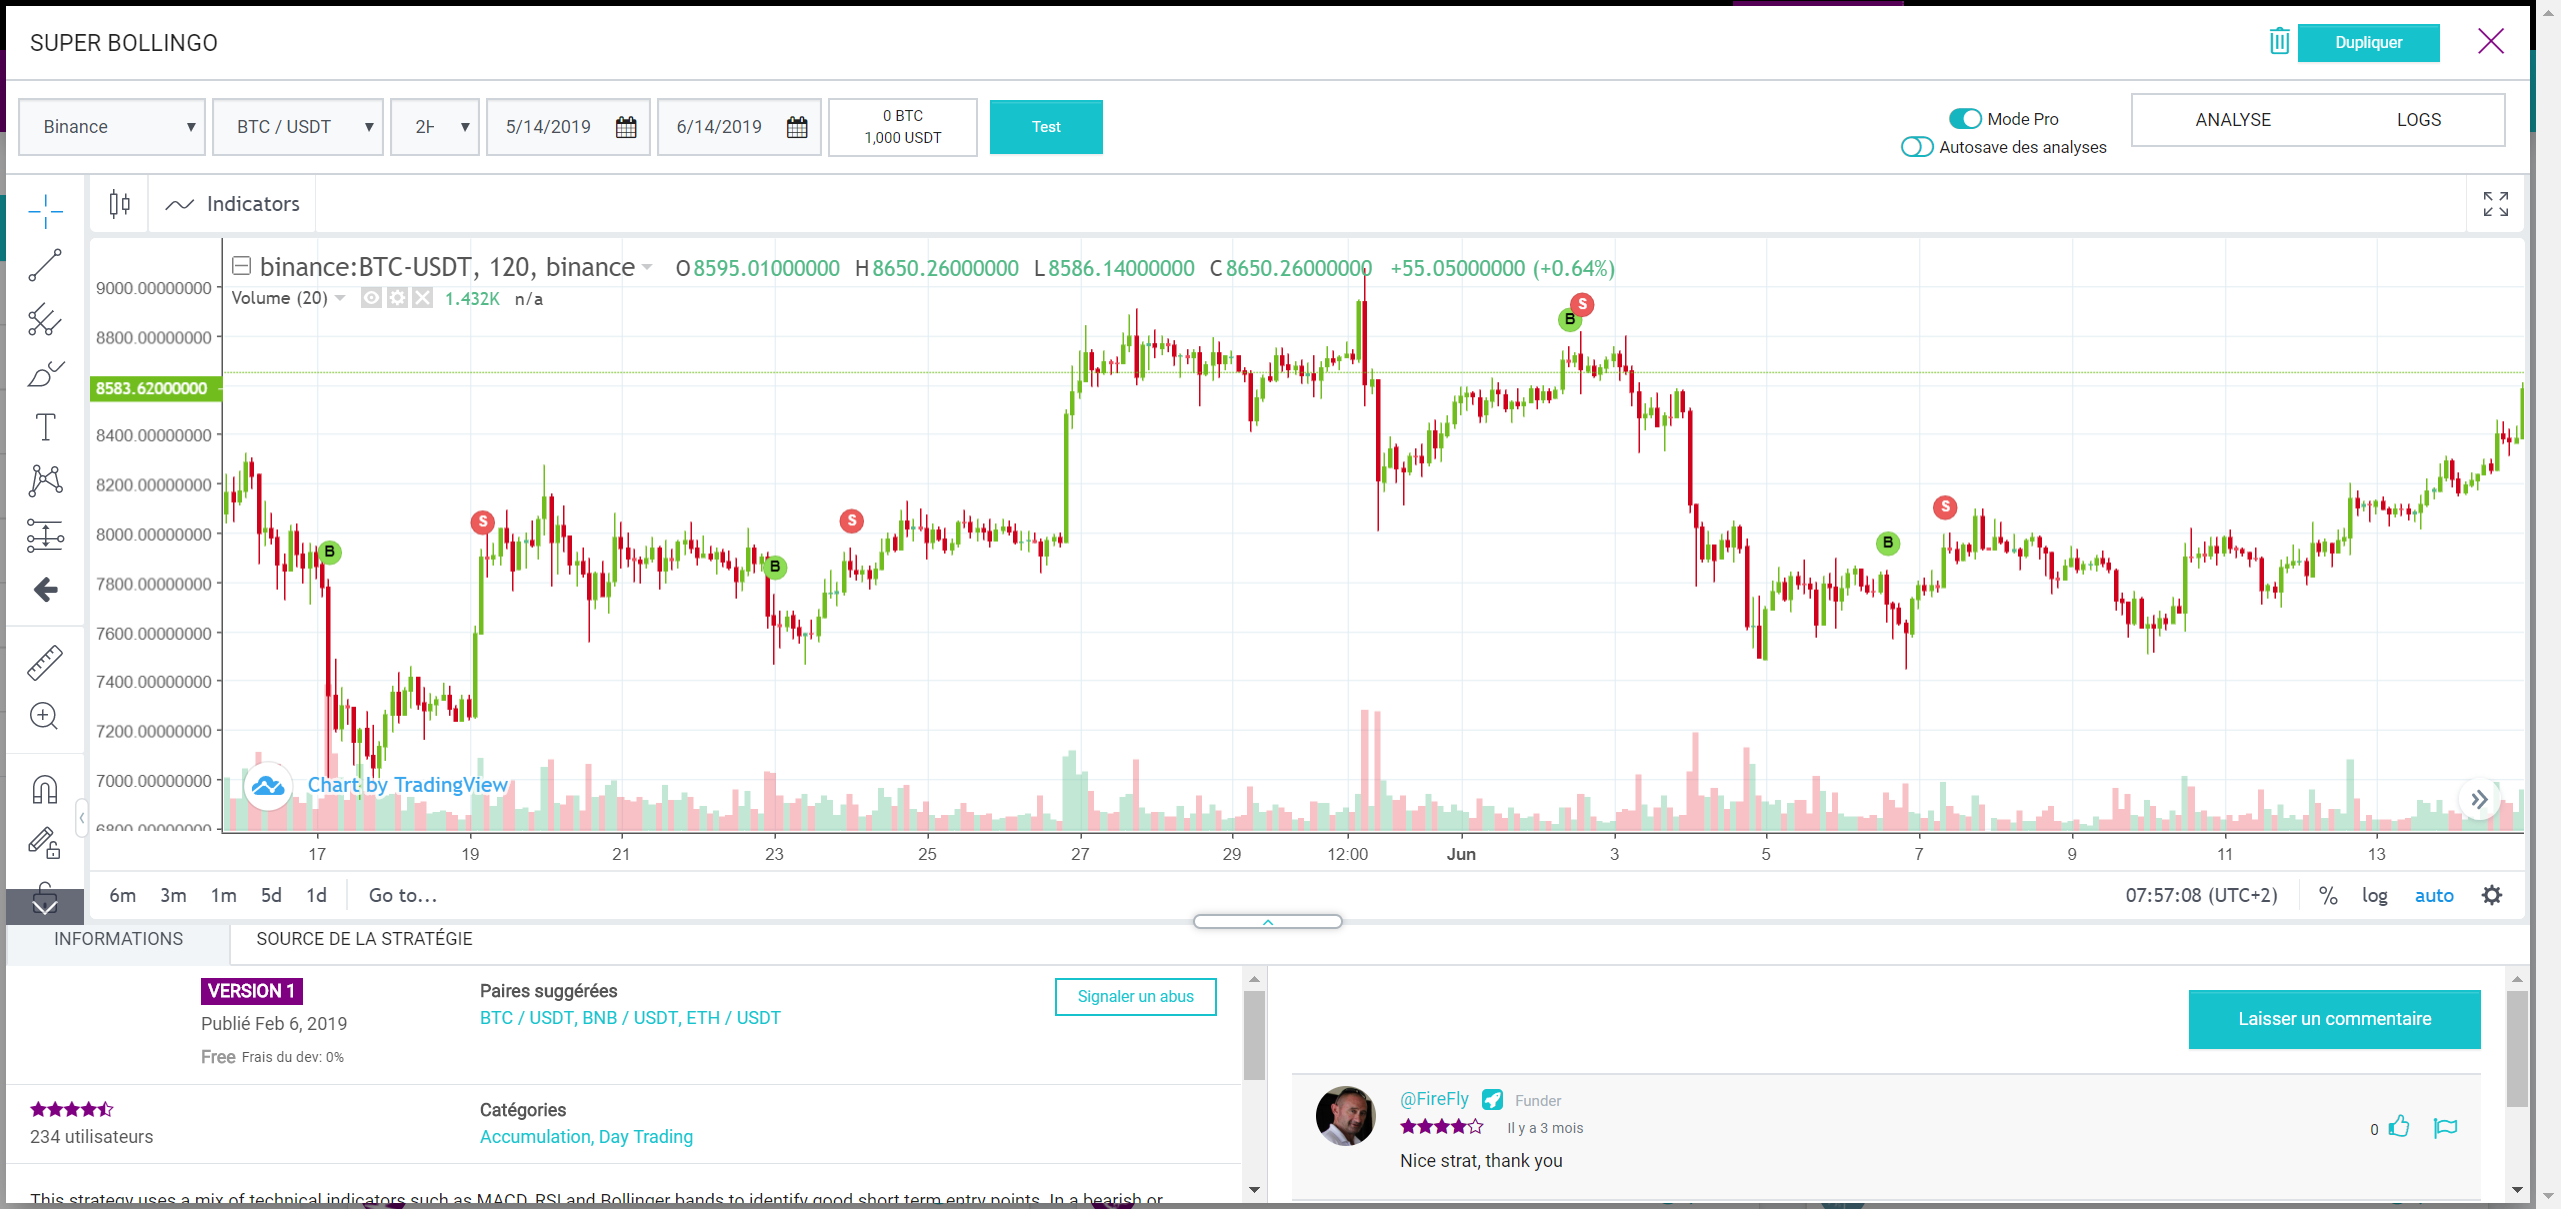 SUPER BOLLINGO
Dupliquer
Binance
BTC / USDT
2H
5/14/2019
6/14/2019
0 BTC
1,000 USDT
Test
Mode Pro
Autosave des analyses
ANALYSE
LOGS
Indicators
binance:BTC-USDT, 120, binance O8595.01000000 H8650.26000000 L8586.14000000 C8650.26000000 +55.05000000 (+0.64%)
Volume (20) 1.432K n/a
9000.00000000
8800.00000000
8583.62000000
8400.00000000
8200.00000000
8000.00000000
7800.00000000
7600.00000000
7400.00000000
7200.00000000
7000.00000000
6800.00000000
B
S
B
S
B
S
B
S
Chart by TradingView
17 19 21 23 25 27 29 12:00 Jun 3 5 7 9 11 13
6m 3m 1m 5d 1d Go to...
07:57:08 (UTC+2) % log auto
INFORMATIONS
SOURCE DE LA STRATÉGIE
VERSION 1
Publié Feb 6, 2019
Free Frais du dev: 0%
Paires suggérées
BTC / USDT, BNB / USDT, ETH / USDT
Signaler un abus
234 utilisateurs
Catégories
Accumulation, Day Trading
This strategy uses a mix of technical indicators such as MACD, RSI and Bollinger bands to identify good short term entry points. In a bearish or
Laisser un commentaire
@FireFly Funder
Il y a 3 mois
0
Nice strat, thank you